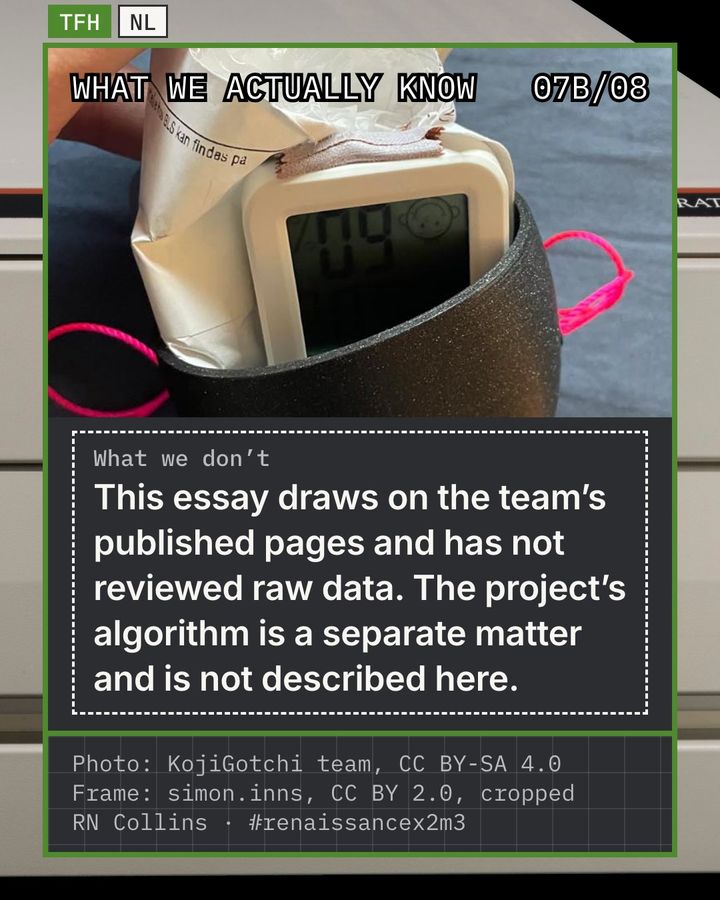 TFH NL
WHAT WE ACTUALLY KNOW 07B/08
kan findes pa
09
RAT
What we don’t
This essay draws on the team’s
published pages and has not
reviewed raw data. The project’s
algorithm is a separate matter
and is not described here.
Photo: KojiGotchi team, CC BY-SA 4.0
Frame: simon.inns, CC BY 2.0, cropped
RN Collins · #renaissancex2m3